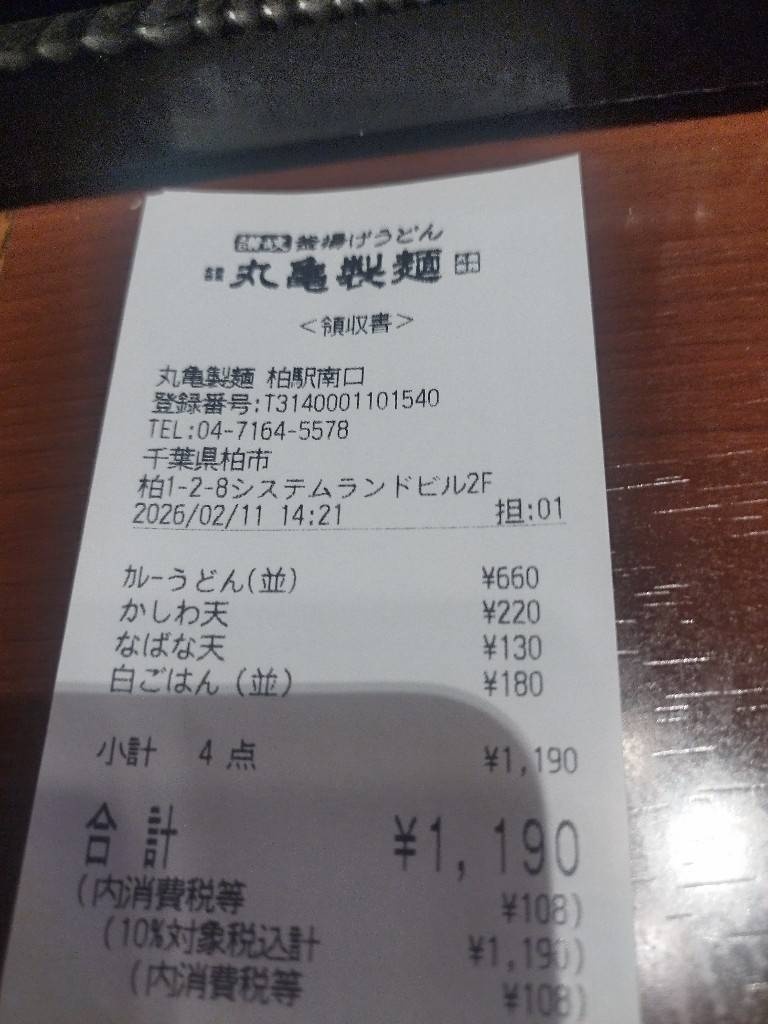 讃岐 釜揚げうどん
丸亀製麺
<領収書>
丸亀製麺 柏駅南口
登録番号:T3140001101540
TEL:04-7164-5578
千葉県柏市
柏1-2-8システムランドビル2F
2026/02/11 14:21 担:01
カレーうどん(並) ¥660
かしわ天 ¥220
なばな天 ¥130
白ごはん (並) ¥180
小計 4 点 ¥1,190
合計 ¥1,190
(内消費税等 ¥108)
(10%対象税込計 ¥1,190)
(内消費税等 ¥108)